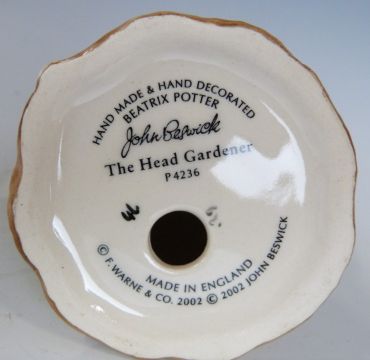 HAND MADE & HAND DECORATED
BEATRIX POTTER
John Beswick
The Head Gardener
P4236
MADE IN ENGLAND
© F. WARNE & CO. 2002 © 2002 JOHN BESWICK